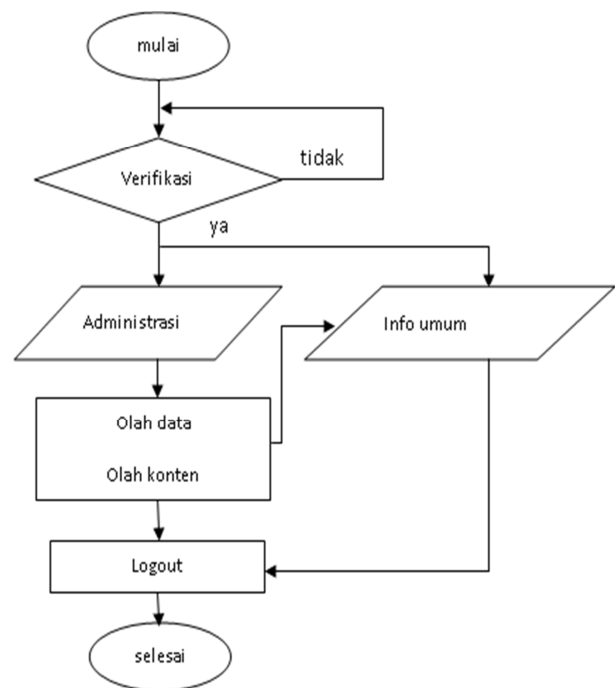 mulai
tidak
Verifikasi
ya
Administrasi
Info umum
Olah data
Olah konten
Logout
selesai